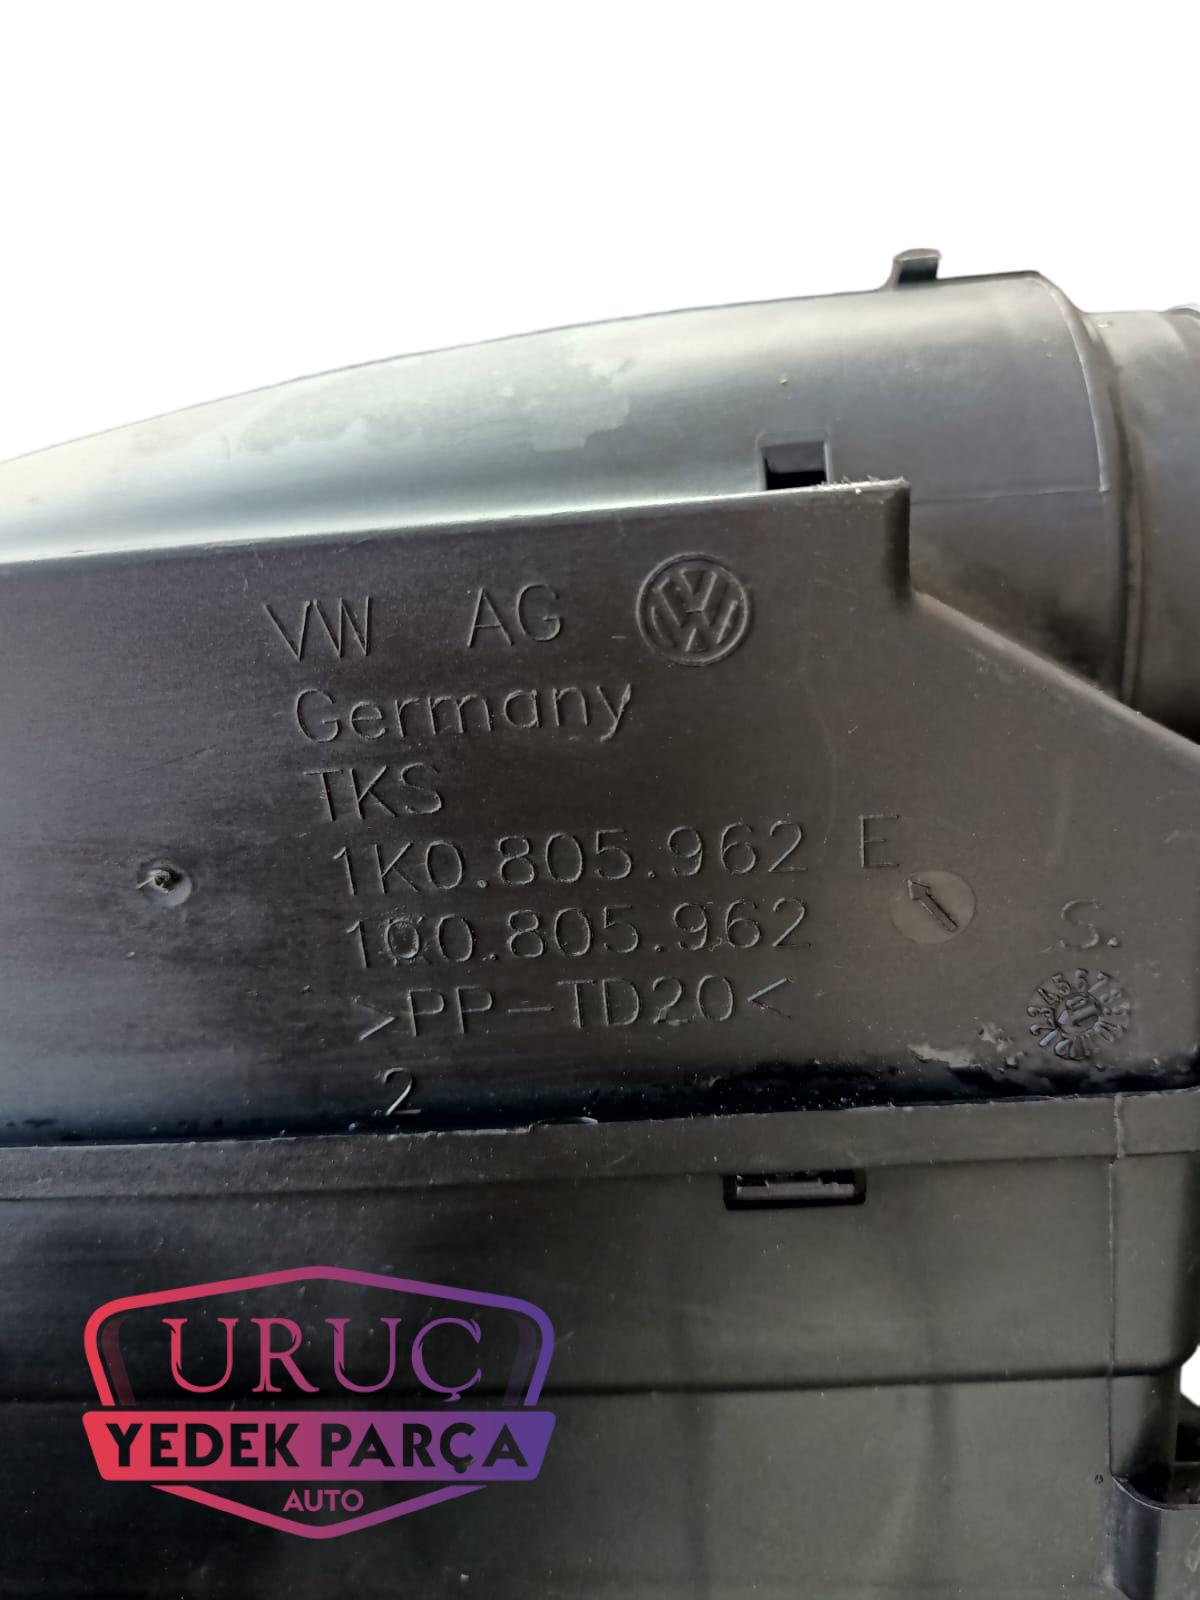 VW AG
Germany
TKS
1K0.805.962 E
1Q0.805.962
S.
>PP-TD20<
2
URUÇ
YEDEK PARÇA
AUTO